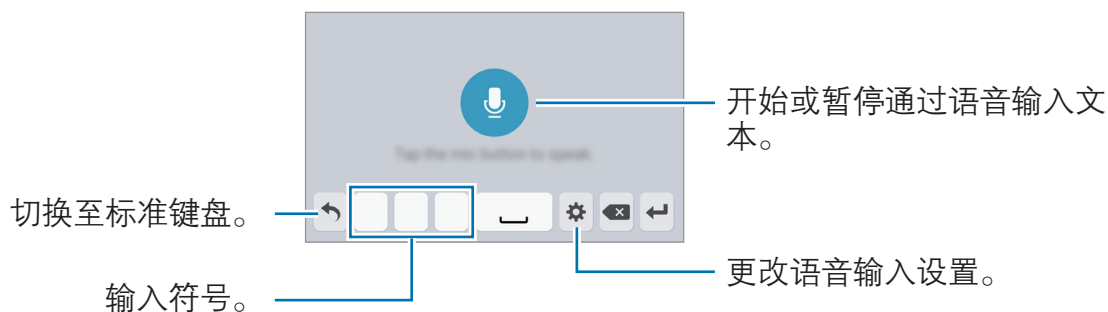 开始或暂停通过语音输入文
本。
Tap the mic button to speak.
切换至标准键盘。
更改语音输入设置。
输入符号。